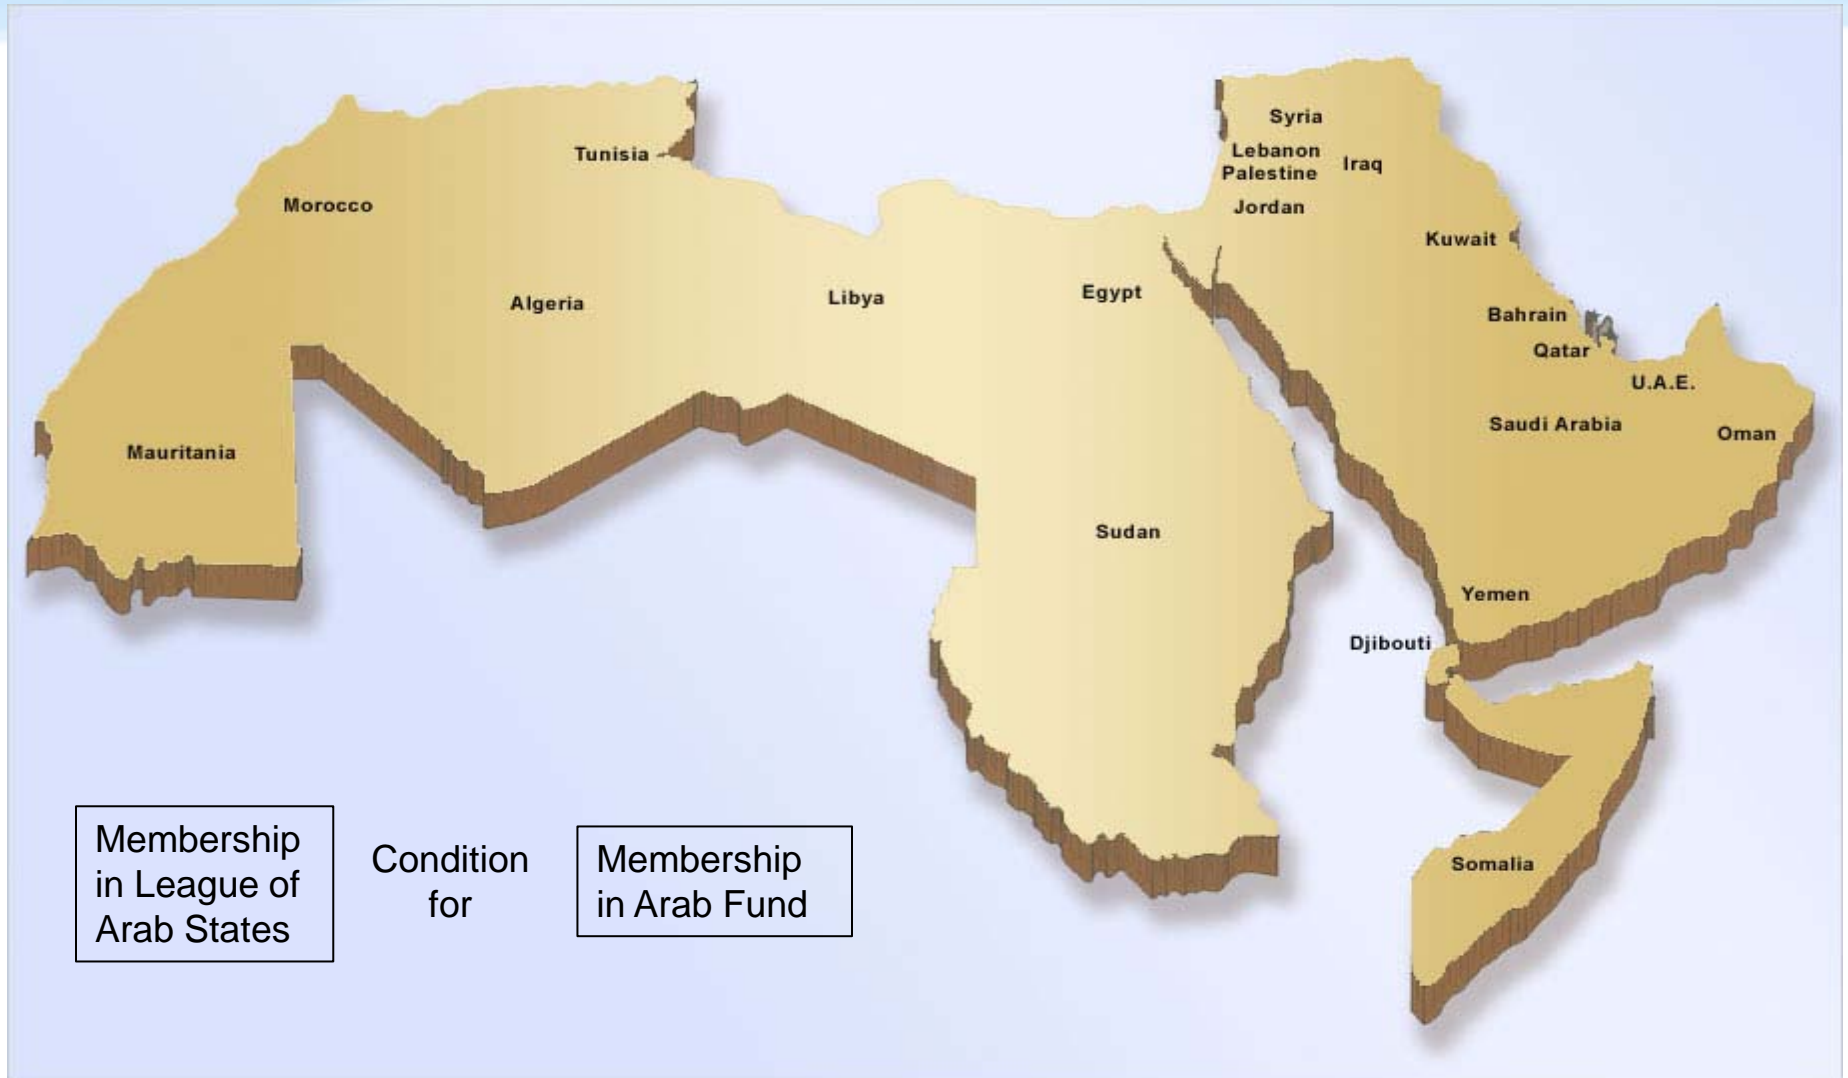 Syria
Lebanon
Palestine
Iraq
Jordan
Tunisia
Morocco
Kuwait
Algeria
Libya
Egypt
Bahrain
Qatar
U.A.E.
Saudi Arabia
Oman
Mauritania
Sudan
Yemen
Djibouti
Somalia
Membership
in League of
Arab States
Condition
for
Membership
in Arab Fund